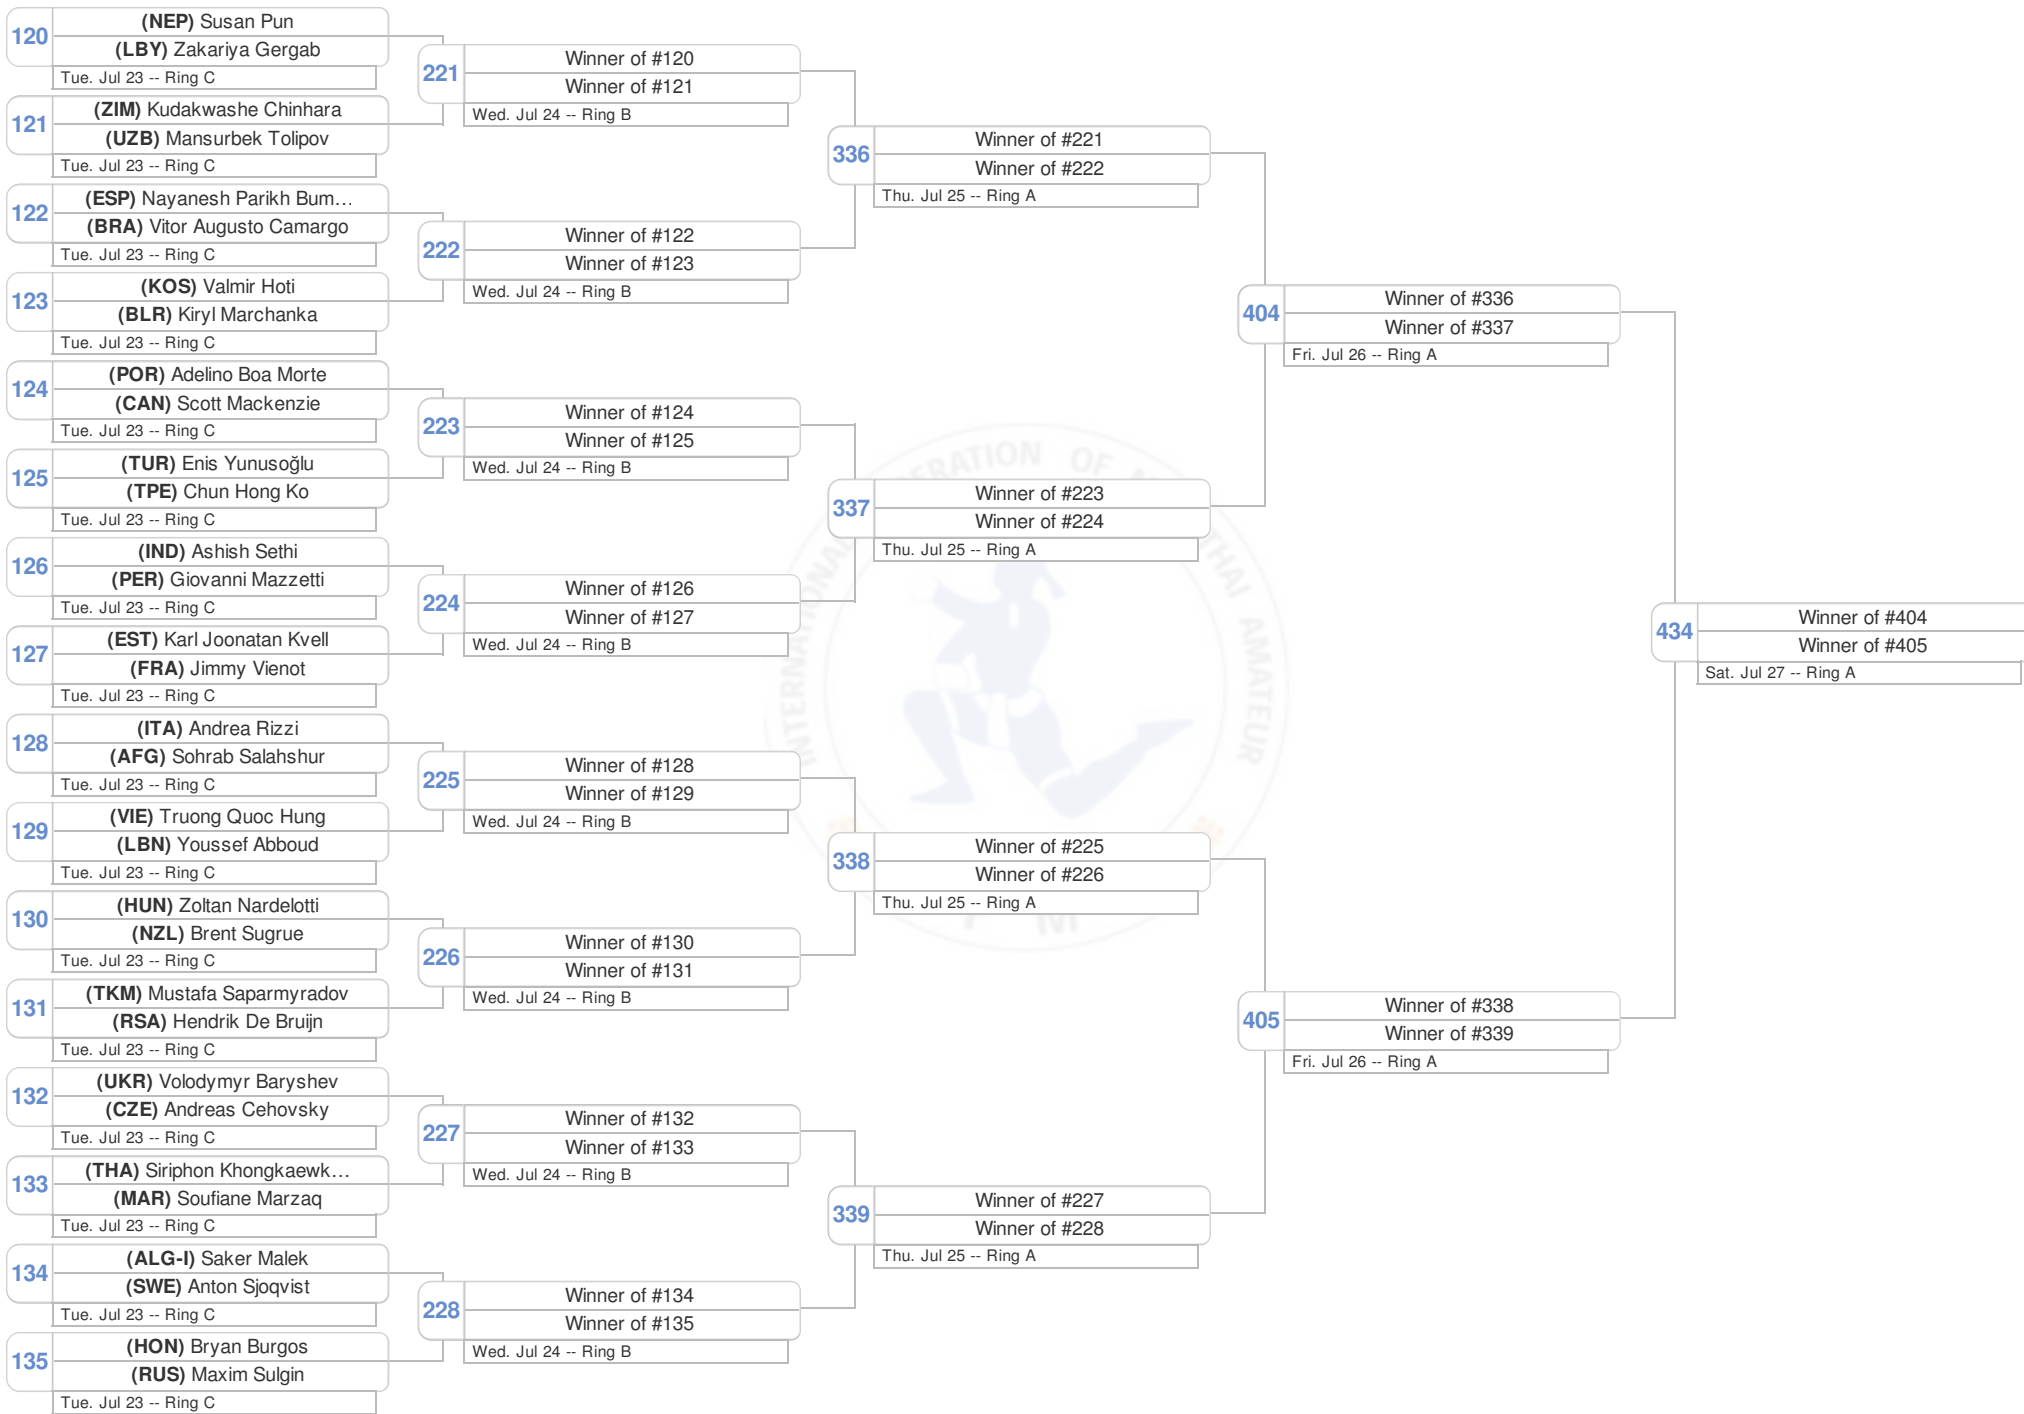 120
(NEP) Susan Pun
(LBY) Zakariya Gergab
Tue. Jul 23 -- Ring C
121
(ZIM) Kudakwashe Chinhara
(UZB) Mansurbek Tolipov
Tue. Jul 23 -- Ring C
122
(ESP) Nayanesh Parikh Bum...
(BRA) Vitor Augusto Camargo
Tue. Jul 23 -- Ring C
123
(KOS) Valmir Hoti
(BLR) Kiryl Marchanka
Tue. Jul 23 -- Ring C
124
(POR) Adelino Boa Morte
(CAN) Scott Mackenzie
Tue. Jul 23 -- Ring C
125
(TUR) Enis Yunusoğlu
(TPE) Chun Hong Ko
Tue. Jul 23 -- Ring C
126
(IND) Ashish Sethi
(PER) Giovanni Mazzetti
Tue. Jul 23 -- Ring C
127
(EST) Karl Joonatan Kvell
(FRA) Jimmy Vienot
Tue. Jul 23 -- Ring C
128
(ITA) Andrea Rizzi
(AFG) Sohrab Salahshur
Tue. Jul 23 -- Ring C
129
(VIE) Truong Quoc Hung
(LBN) Youssef Abboud
Tue. Jul 23 -- Ring C
130
(HUN) Zoltan Nardelotti
(NZL) Brent Sugrue
Tue. Jul 23 -- Ring C
131
(TKM) Mustafa Saparmyradov
(RSA) Hendrik De Bruijn
Tue. Jul 23 -- Ring C
132
(UKR) Volodymyr Baryshev
(CZE) Andreas Cehovsky
Tue. Jul 23 -- Ring C
133
(THA) Siriphon Khongkaewk...
(MAR) Soufiane Marzaq
Tue. Jul 23 -- Ring C
134
(ALG-I) Saker Malek
(SWE) Anton Sjoqvist
Tue. Jul 23 -- Ring C
135
(HON) Bryan Burgos
(RUS) Maxim Sulgin
Tue. Jul 23 -- Ring C
221
Winner of #120
Winner of #121
Wed. Jul 24 -- Ring B
222
Winner of #122
Winner of #123
Wed. Jul 24 -- Ring B
223
Winner of #124
Winner of #125
Wed. Jul 24 -- Ring B
224
Winner of #126
Winner of #127
Wed. Jul 24 -- Ring B
225
Winner of #128
Winner of #129
Wed. Jul 24 -- Ring B
226
Winner of #130
Winner of #131
Wed. Jul 24 -- Ring B
227
Winner of #132
Winner of #133
Wed. Jul 24 -- Ring B
228
Winner of #134
Winner of #135
Wed. Jul 24 -- Ring B
336
Winner of #221
Winner of #222
Thu. Jul 25 -- Ring A
337
Winner of #223
Winner of #224
Thu. Jul 25 -- Ring A
338
Winner of #225
Winner of #226
Thu. Jul 25 -- Ring A
339
Winner of #227
Winner of #228
Thu. Jul 25 -- Ring A
404
Winner of #336
Winner of #337
Fri. Jul 26 -- Ring A
405
Winner of #338
Winner of #339
Fri. Jul 26 -- Ring A
434
Winner of #404
Winner of #405
Sat. Jul 27 -- Ring A
OF
THAI AMATEUR